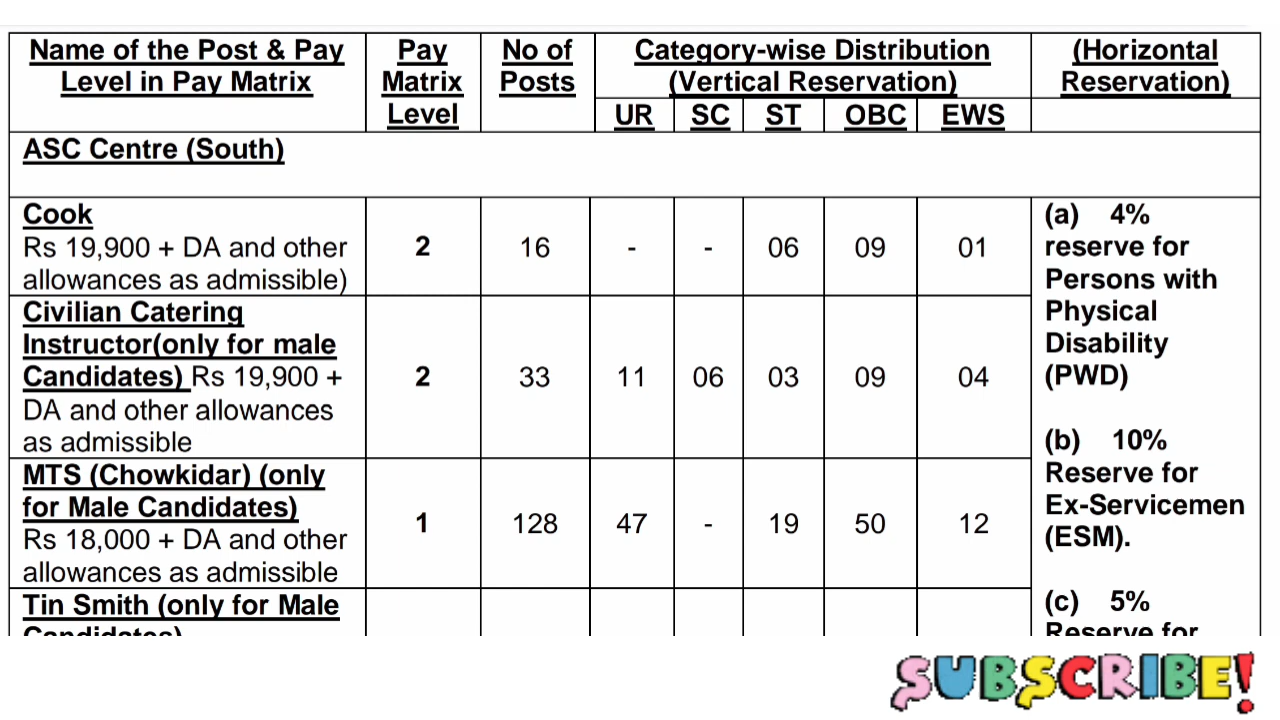 Name of the Post & Pay Level in Pay Matrix
Pay Matrix Level
No of Posts
Category-wise Distribution (Vertical Reservation)
(Horizontal Reservation)
UR SC ST OBC EWS
ASC Centre (South)
Cook
Rs 19,900 + DA and other
allowances as admissible)
2 16 - - 06 09 01
Civilian Catering
Instructor(only for male
Candidates) Rs 19,900 +
DA and other allowances
as admissible
2 33 11 06 03 09 04
MTS (Chowkidar) (only
for Male Candidates)
Rs 18,000 + DA and other
allowances as admissible
1 128 47 - 19 50 12
Tin Smith (only for Male
Candidates)
(a) 4%
reserve for
Persons with
Physical
Disability
(PWD)
(b) 10%
Reserve for
Ex-Servicemen
(ESM).
(c) 5%
Reserve for
SUBSCRIBE!